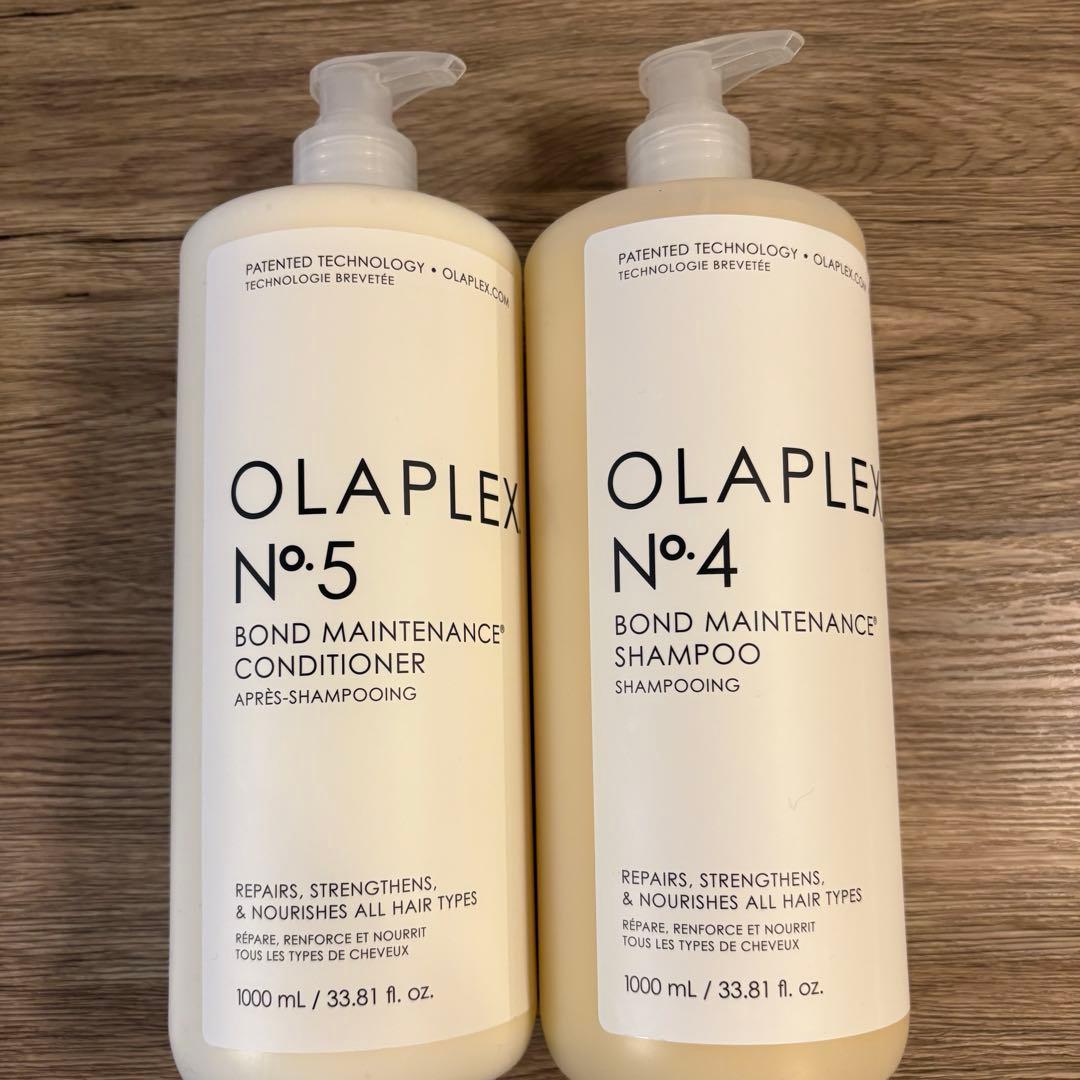 PATENTED TECHNOLOGY • OLAPLEX.COM
TECHNOLOGIE BREVETÉE
OLAPLEX
Nº.5
BOND MAINTENANCE®
CONDITIONER
APRÈS-SHAMPOOING
REPAIRS, STRENGTHENS,
& NOURISHES ALL HAIR TYPES
RÉPARE, RENFORCE ET NOURRIT
TOUS LES TYPES DE CHEVEUX
1000 mL / 33.81 fl. oz.
PATENTED TECHNOLOGY • OLAPLEX.COM
TECHNOLOGIE BREVETÉE
OLAPLEX
Nº.4
BOND MAINTENANCE®
SHAMPOO
SHAMPOOING
REPAIRS, STRENGTHENS,
& NOURISHES ALL HAIR TYPES
RÉPARE, RENFORCE ET NOURRIT
TOUS LES TYPES DE CHEVEUX
1000 mL / 33.81 fl. oz.